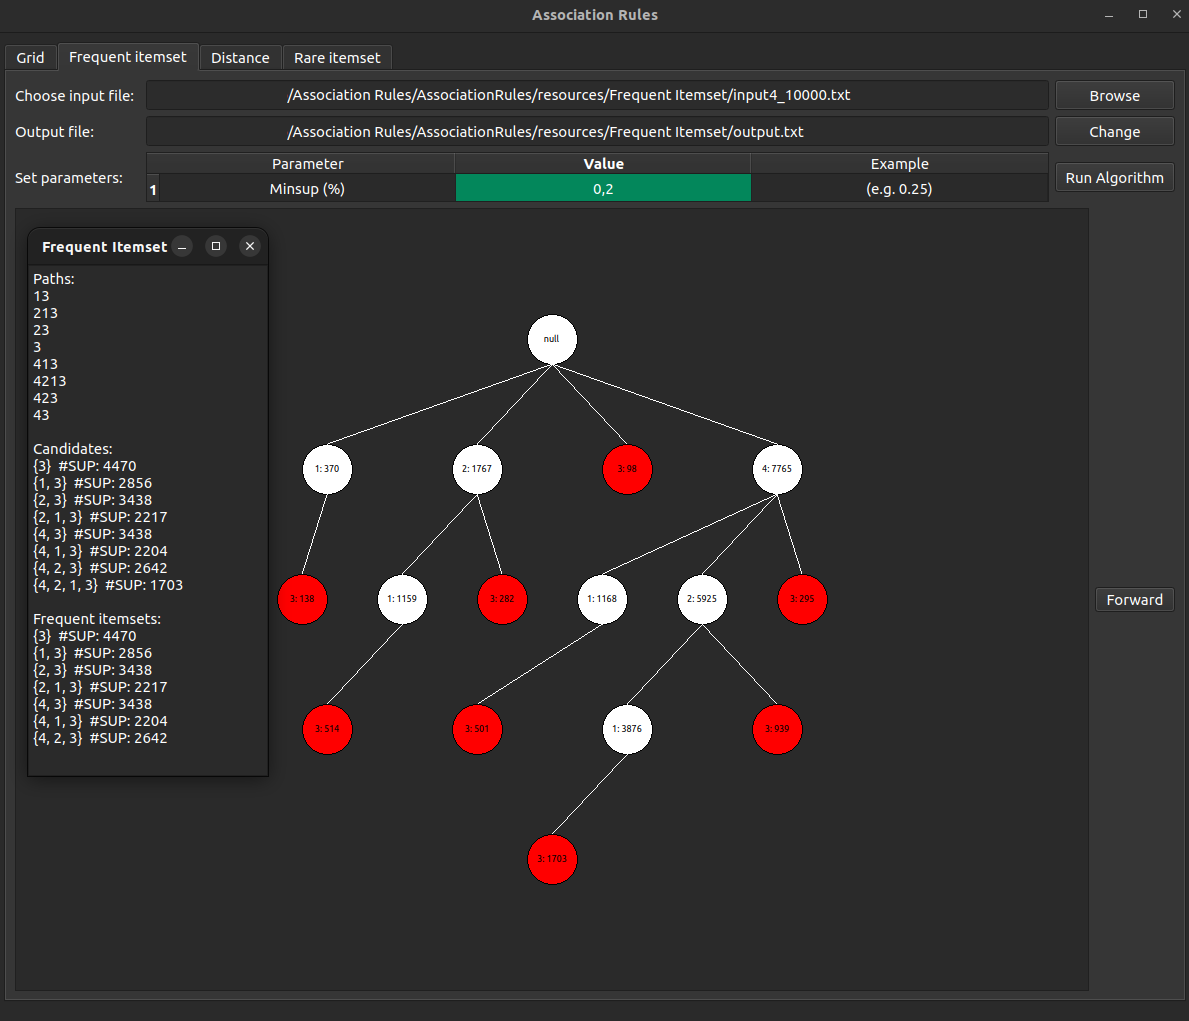 Association Rules
Grid
Frequent itemset
Distance
Rare itemset
Choose input file:
/Association Rules/AssociationRules/resources/Frequent Itemset/input4_10000.txt
Browse
Output file:
/Association Rules/AssociationRules/resources/Frequent Itemset/output.txt
Change
Set parameters:
Parameter
Value
Example
1
Minsup (%)
0,2
(e.g. 0.25)
Run Algorithm
Frequent Itemset
Paths:
13
213
23
3
413
4213
423
43
Candidates:
{3} #SUP: 4470
{1, 3} #SUP: 2856
{2, 3} #SUP: 3438
{2, 1, 3} #SUP: 2217
{4, 3} #SUP: 3438
{4, 1, 3} #SUP: 2204
{4, 2, 3} #SUP: 2642
{4, 2, 1, 3} #SUP: 1703
Frequent itemsets:
{3} #SUP: 4470
{1, 3} #SUP: 2856
{2, 3} #SUP: 3438
{2, 1, 3} #SUP: 2217
{4, 3} #SUP: 3438
{4, 1, 3} #SUP: 2204
{4, 2, 3} #SUP: 2642
null
1: 370
2: 1767
3: 98
4: 7765
3: 138
1: 1159
3: 282
1: 1168
2: 5925
3: 295
3: 514
3: 501
1: 3876
3: 939
3: 1703
Forward